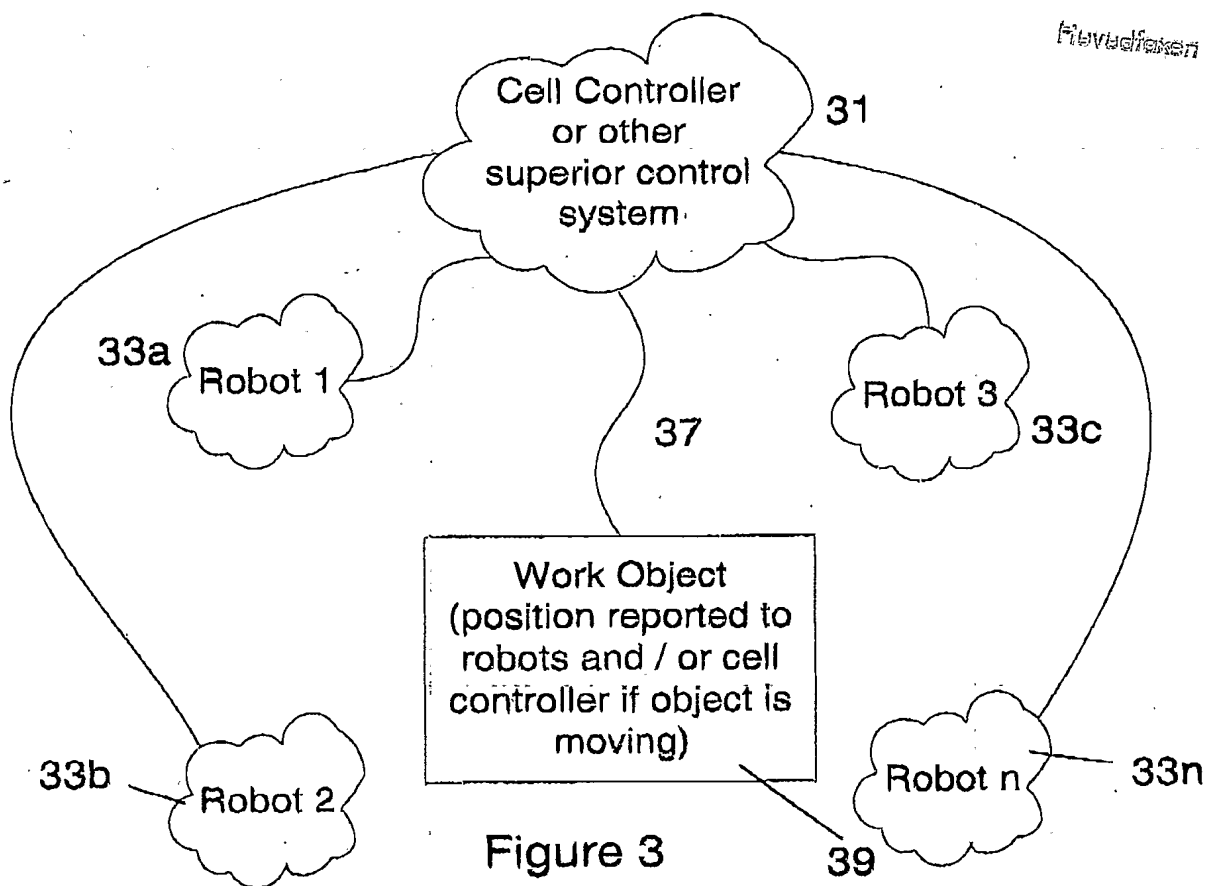 Huvudfaxen
Cell Controller
or other
superior control
system
31
33a
Robot 1
37
Robot 3
33c
Work Object
(position reported to
robots and / or cell
controller if object is
moving)
33b
Robot 2
Robot n
33n
Figure 3
39